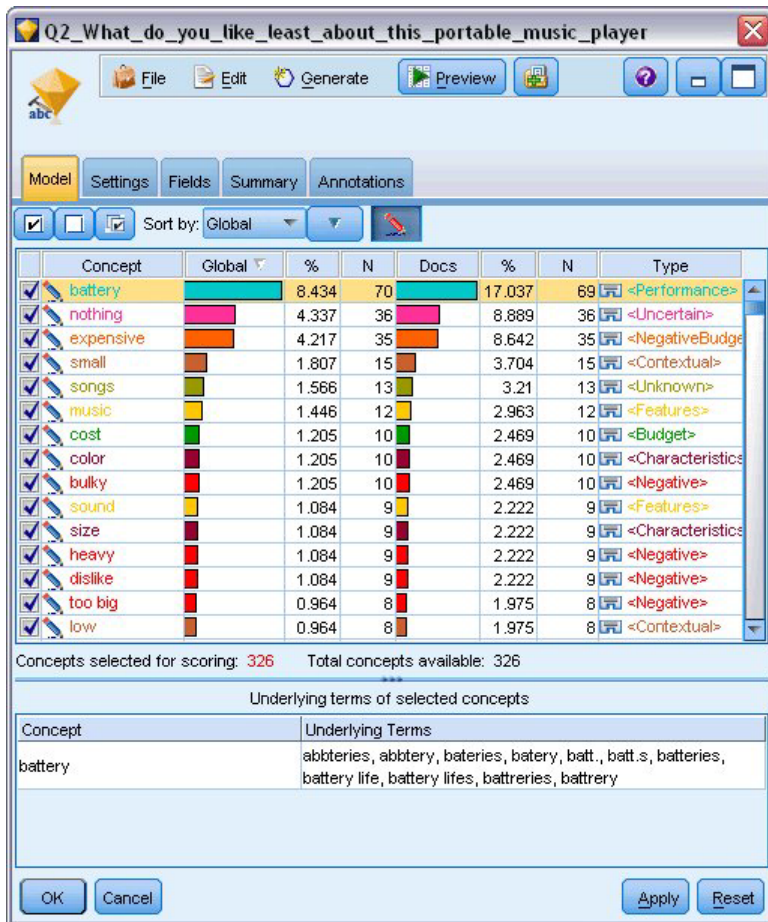 Q2_What_do_you_like_least_about_this_portable_music_player
abc
File Edit Generate Preview
Model Settings Fields Summary Annotations
Sort by: Global
Concept Global % N Docs % N Type
battery 8.434 70 17.037 69 <Performance>
nothing 4.337 36 8.889 36 <Uncertain>
expensive 4.217 35 8.642 35 <NegativeBudge
small 1.807 15 3.704 15 <Contextual>
songs 1.566 13 3.21 13 <Unknown>
music 1.446 12 2.963 12 <Features>
cost 1.205 10 2.469 10 <Budget>
color 1.205 10 2.469 10 <Characteristics
bulky 1.205 10 2.469 10 <Negative>
sound 1.084 9 2.222 9 <Features>
size 1.084 9 2.222 9 <Characteristics
heavy 1.084 9 2.222 9 <Negative>
dislike 1.084 9 2.222 9 <Negative>
too big 0.964 8 1.975 8 <Negative>
low 0.964 8 1.975 8 <Contextual>
Concepts selected for scoring: 326 Total concepts available: 326
Underlying terms of selected concepts
Concept Underlying Terms
battery abbteries, abbtery, bateries, batery, batt., batt.s, batteries,
battery life, battery lifes, battreries, battrery
OK Cancel Apply Reset